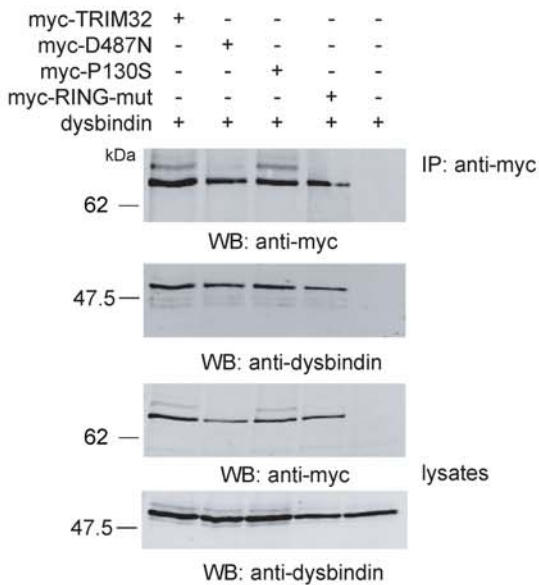 myc-TRIM32 + - - - -
myc-D487N - + - - -
myc-P130S - - + - -
myc-RING-mut - - - + -
dysbindin + + + + +
kDa
IP: anti-myc
62
WB: anti-myc
47.5
WB: anti-dysbindin
62
WB: anti-myc
lysates
47.5
WB: anti-dysbindin